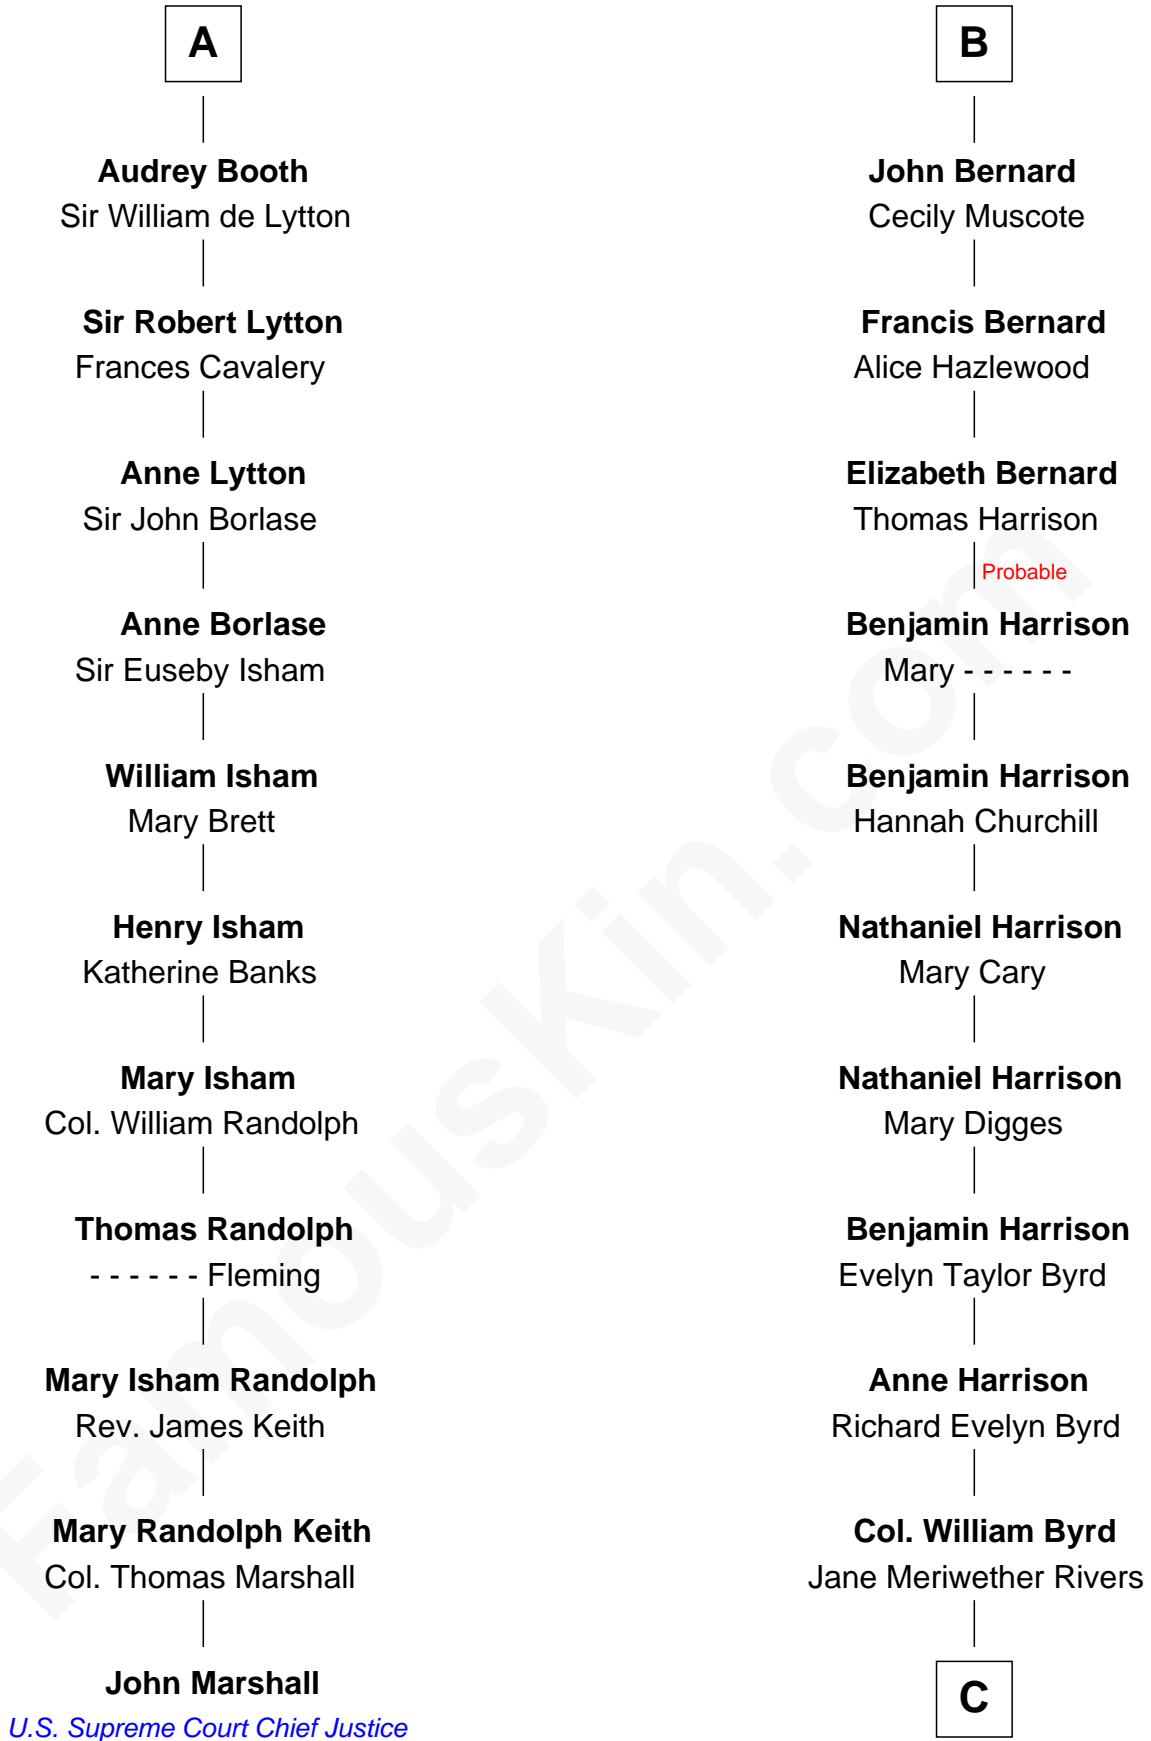 A
Audrey Booth
Sir William de Lytton
Sir Robert Lytton
Frances Cavalery
Anne Lytton
Sir John Borlase
Anne Borlase
Sir Euseby Isham
William Isham
Mary Brett
Henry Isham
Katherine Banks
Mary Isham
Col. William Randolph
Thomas Randolph
- - - - - - Fleming
Mary Isham Randolph
Rev. James Keith
Mary Randolph Keith
Col. Thomas Marshall
John Marshall
U.S. Supreme Court Chief Justice
B
John Bernard
Cecily Muscote
Francis Bernard
Alice Hazlewood
Elizabeth Bernard
Thomas Harrison
Probable
Benjamin Harrison
Mary - - - - - -
Benjamin Harrison
Hannah Churchill
Nathaniel Harrison
Mary Cary
Nathaniel Harrison
Mary Digges
Benjamin Harrison
Evelyn Taylor Byrd
Anne Harrison
Richard Evelyn Byrd
Col. William Byrd
Jane Meriwether Rivers
C
FamousKin.com